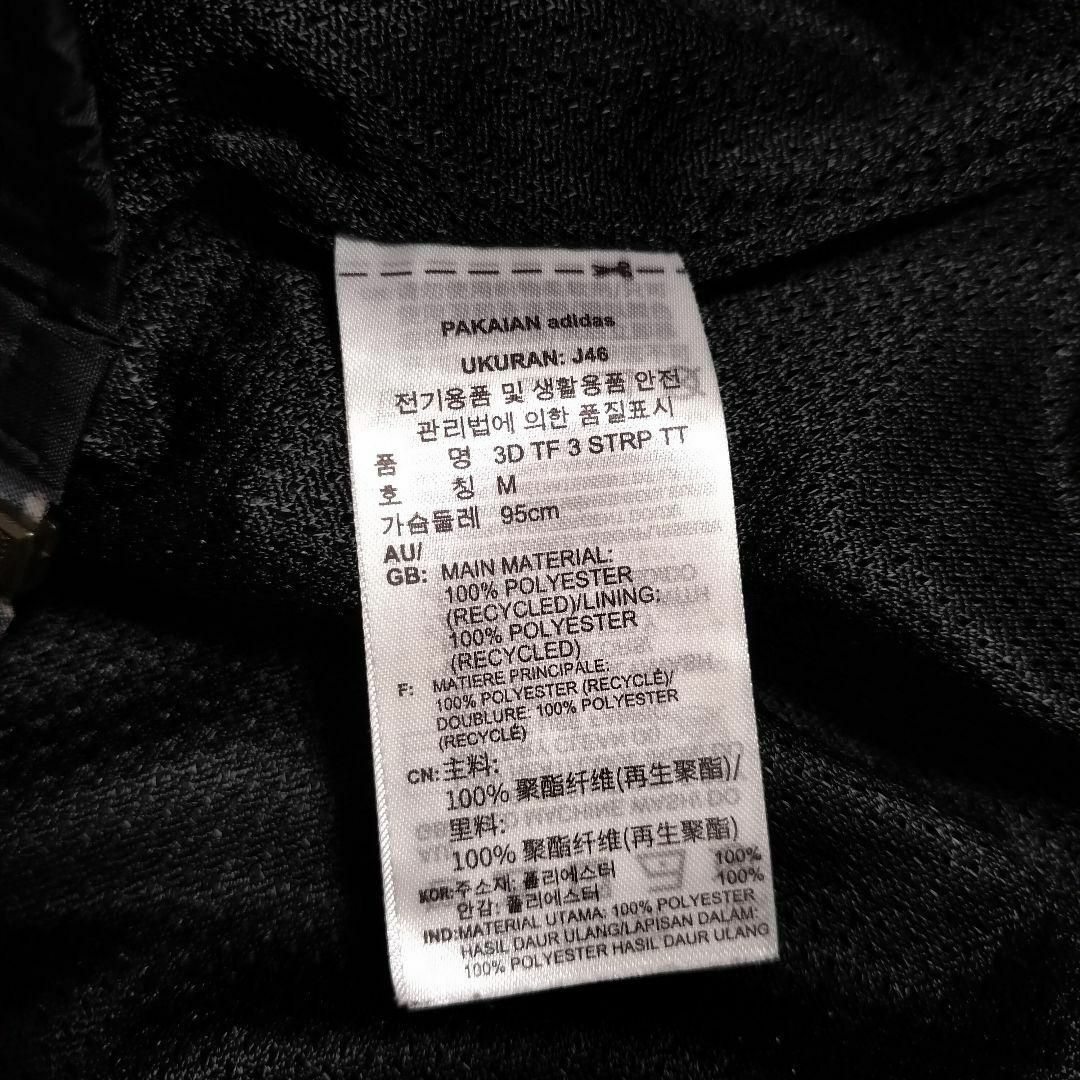 PAKAIAN adidas
UKURAN: J46
전기용품 및 생활용품 안전
관리법에 의한 품질표시
품 명 3D TF 3 STRP TT
호 칭 M
가슴둘레 95cm
AU/
GB: MAIN MATERIAL:
100% POLYESTER
(RECYCLED)/LINING:
100% POLYESTER
(RECYCLED)
F: MATIERE PRINCIPALE:
100% POLYESTER (RECYCLÉ)/
DOUBLURE: 100% POLYESTER
(RECYCLÉ)
CN: 主料:
100% 聚酯纤维(再生聚酯)/
里料:
100% 聚酯纤维(再生聚酯)
KOR: 주소재: 폴리에스터 100%
안감: 폴리에스터 100%
IND: MATERIAL UTAMA: 100% POLYESTER
HASIL DAUR ULANG/LAPISAN DALAM:
100% POLYESTER HASIL DAUR ULANG